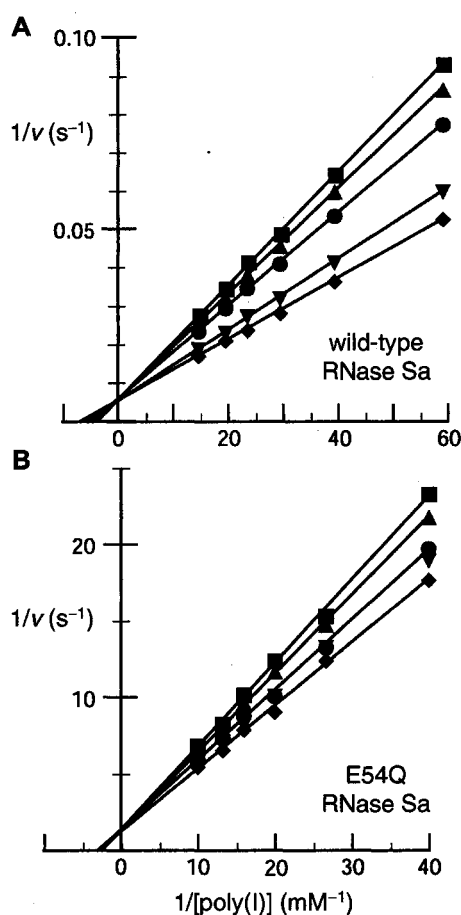 A
0.10
1/v (s⁻¹)
0.05
wild-type
RNase Sa
0 20 40 60
B
20
1/v (s⁻¹)
10
E54Q
RNase Sa
0 10 20 30 40
1/[poly(I)] (mM⁻¹)